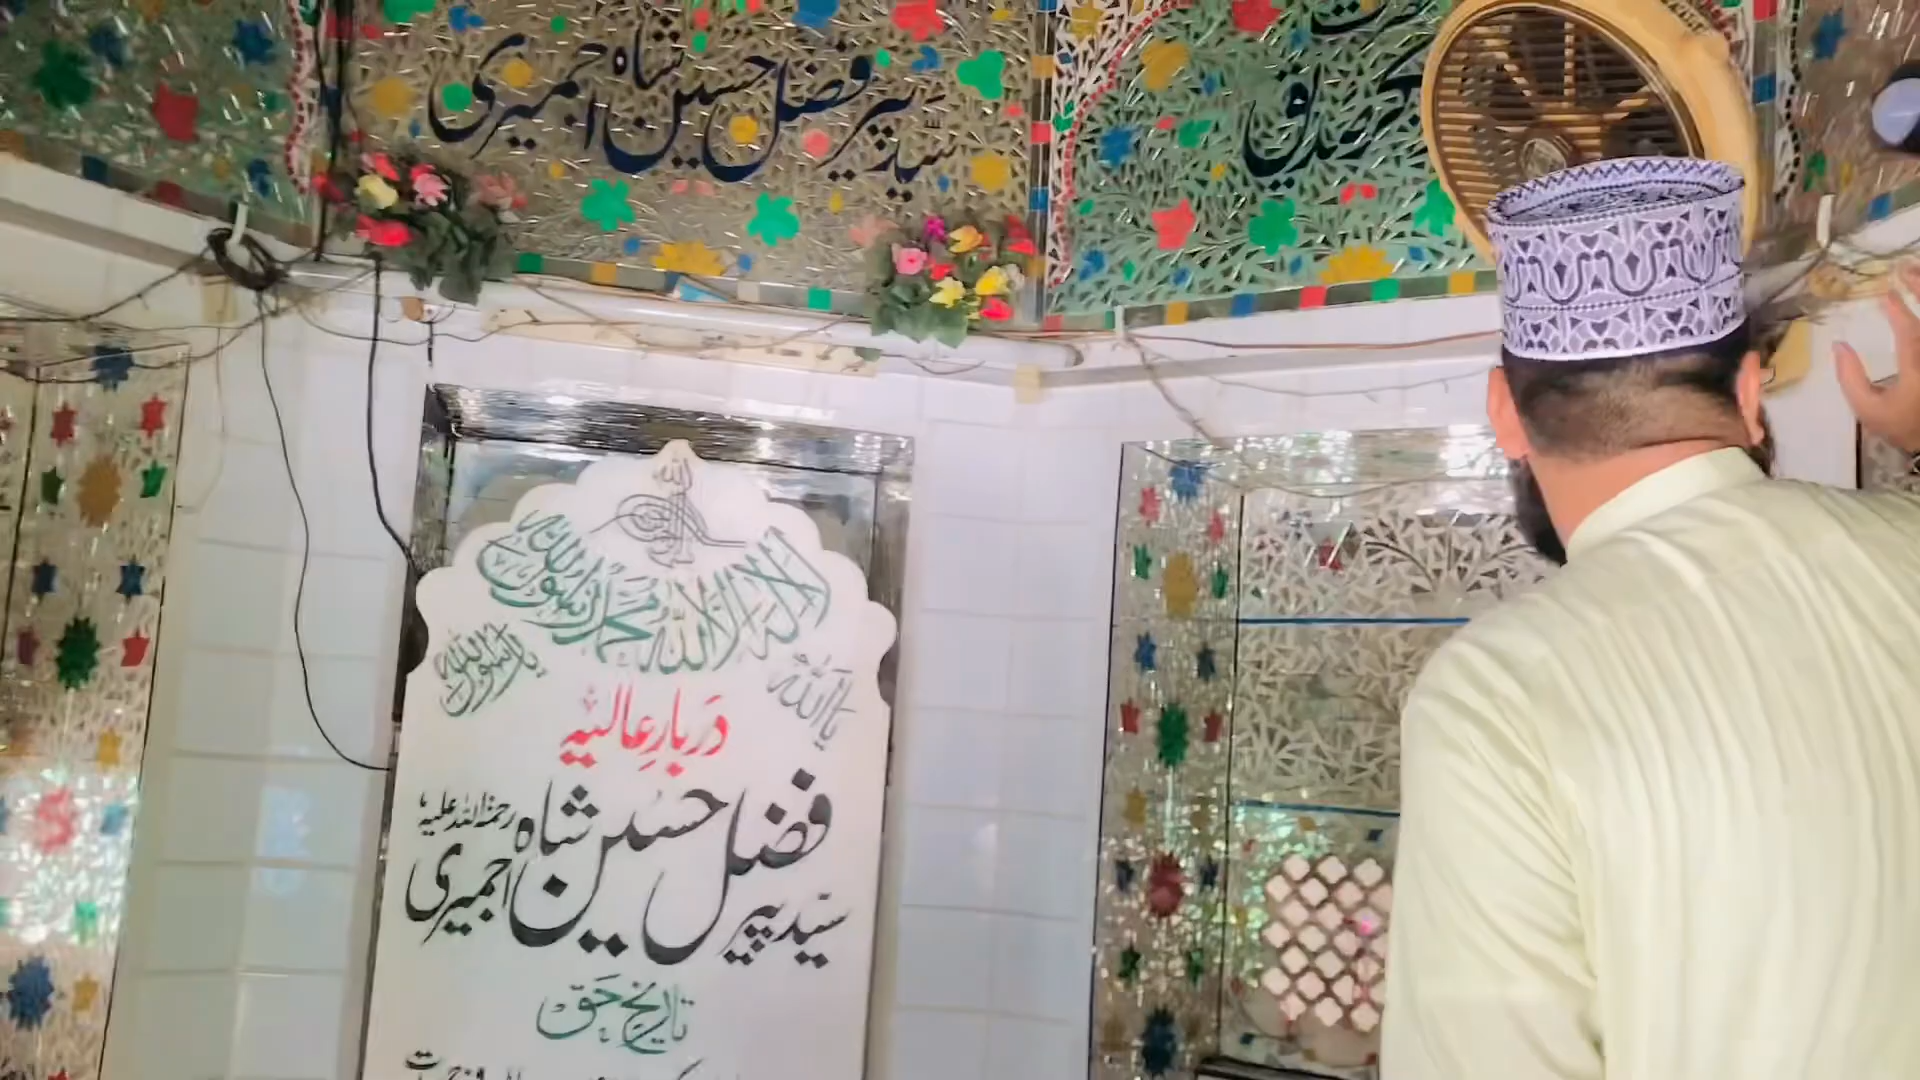 سید پیر فضل حسین شاہ اجمیری
اللہ
لا الہ الا اللہ محمد رسول اللہ
یا اللہ
یا رسول اللہ
دربارِ عالیہ
سید پیر فضل حسین شاہ اجمیری رحمۃ اللہ علیہ
تاریخ حق